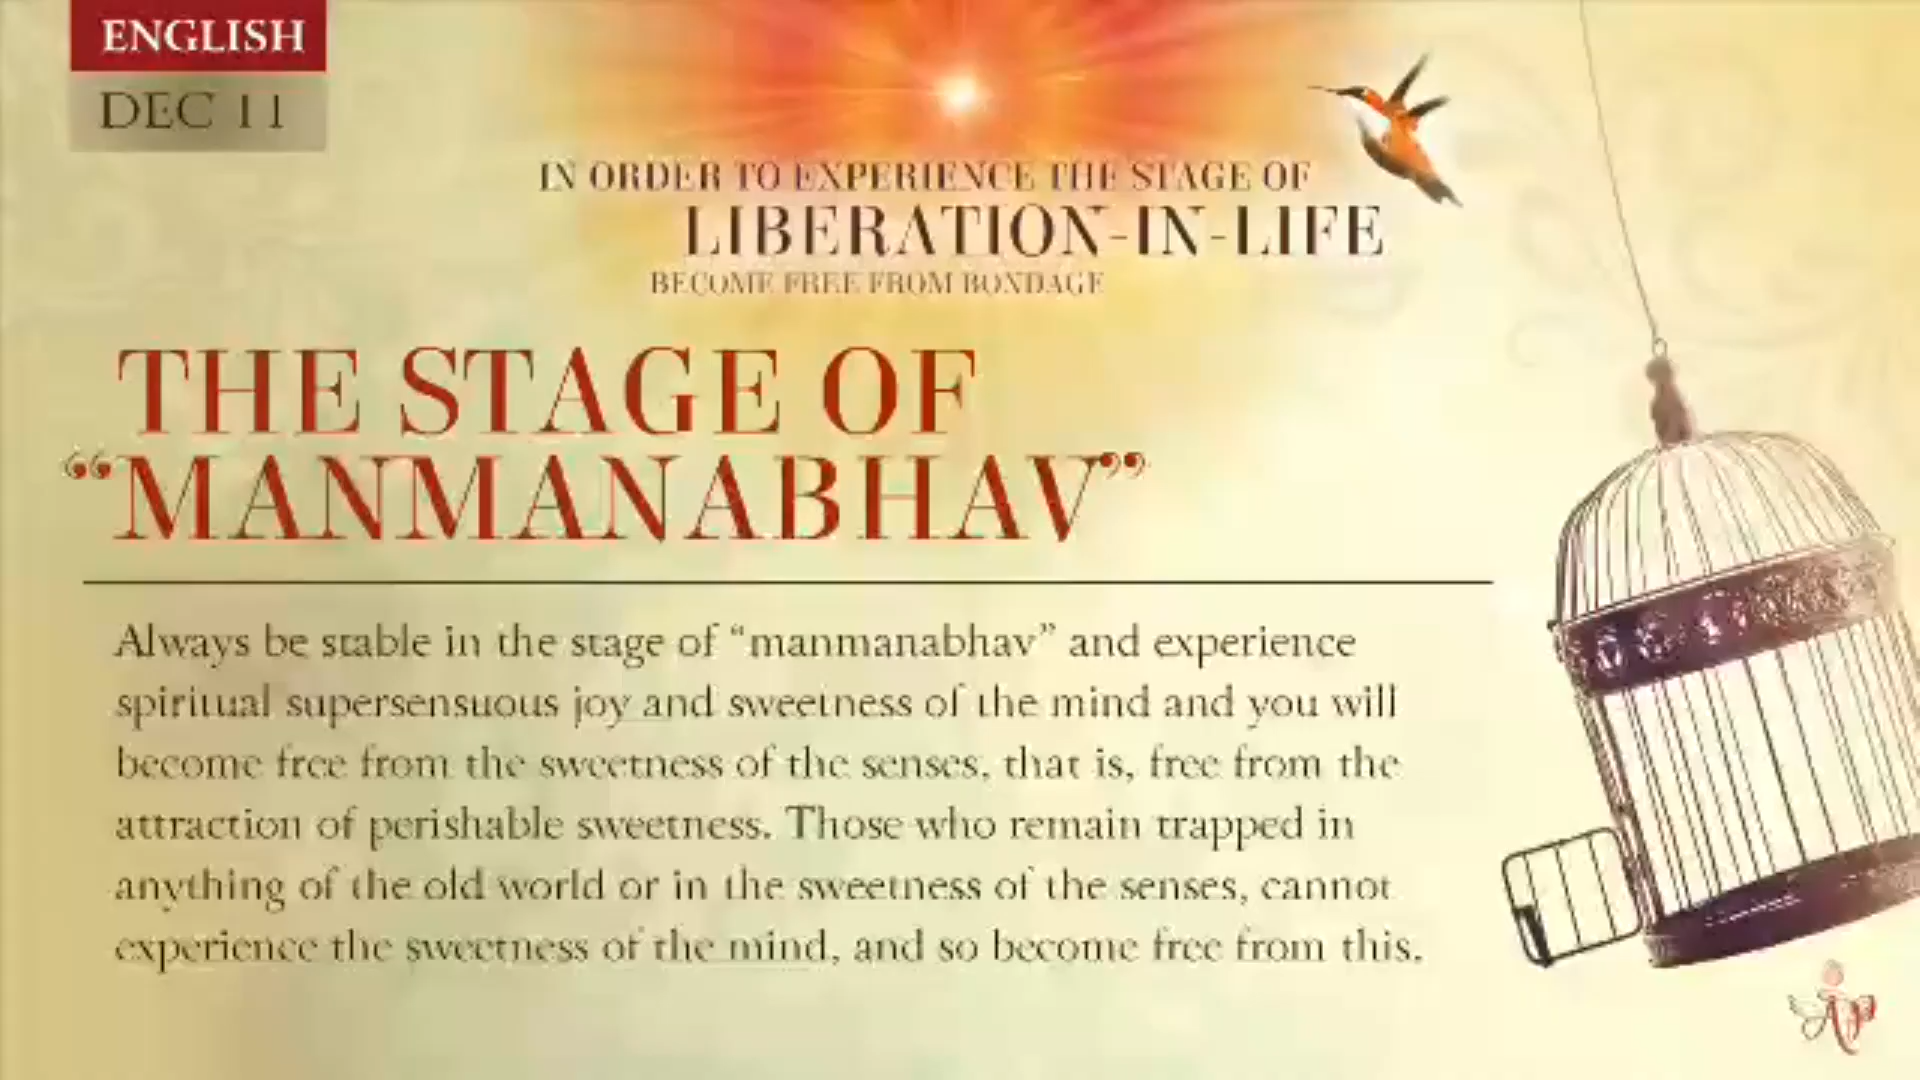 ENGLISH
DEC 11
IN ORDER TO EXPERIENCE THE STAGE OF
LIBERATION-IN-LIFE
BECOME FREE FROM BONDAGE
THE STAGE OF
“MANMANABHAV”
Always be stable in the stage of “manmanabhav” and experience
spiritual supersensuous joy and sweetness of the mind and you will
become free from the sweetness of the senses, that is, free from the
attraction of perishable sweetness. Those who remain trapped in
anything of the old world or in the sweetness of the senses, cannot
experience the sweetness of the mind, and so become free from this.